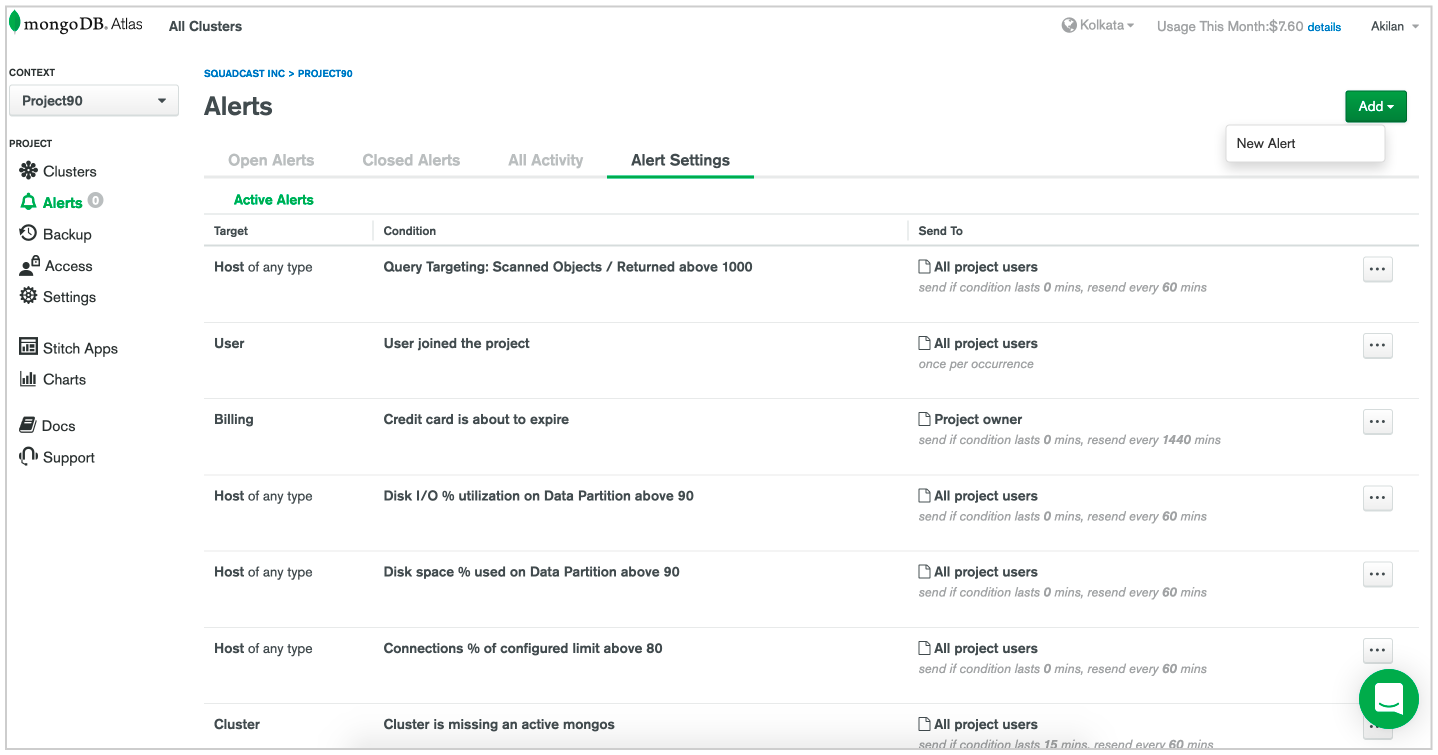 mongoDB. Atlas All Clusters Kolkata Usage This Month:$7.60 details Akilan
CONTEXT
Project90
SQUADCAST INC > PROJECT90
Alerts
Add
New Alert
PROJECT
Clusters
Alerts 0
Backup
Access
Settings
Stitch Apps
Charts
Docs
Support
Open Alerts Closed Alerts All Activity Alert Settings
Active Alerts
Target Condition Send To
Host of any type Query Targeting: Scanned Objects / Returned above 1000 All project users
send if condition lasts 0 mins, resend every 60 mins
User User joined the project All project users
once per occurrence
Billing Credit card is about to expire Project owner
send if condition lasts 0 mins, resend every 1440 mins
Host of any type Disk I/O % utilization on Data Partition above 90 All project users
send if condition lasts 0 mins, resend every 60 mins
Host of any type Disk space % used on Data Partition above 90 All project users
send if condition lasts 0 mins, resend every 60 mins
Host of any type Connections % of configured limit above 80 All project users
send if condition lasts 0 mins, resend every 60 mins
Cluster Cluster is missing an active mongos All project users
send if condition lasts 15 mins, resend every 60 mins